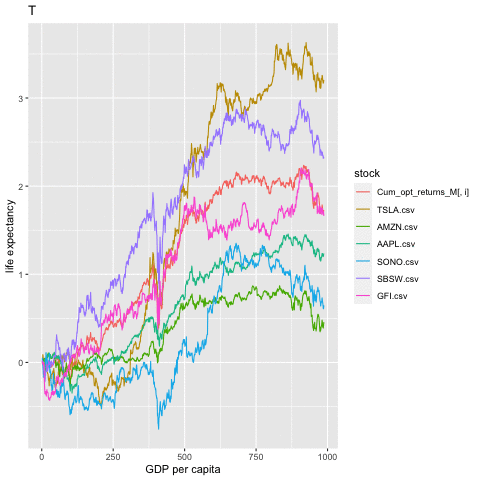 T
life expectancy
3
2
1
0
0
250
500
750
1000
GDP per capita
stock
Cum_opt_returns_M[, i]
TSLA.csv
AMZN.csv
AAPL.csv
SONO.csv
SBSW.csv
GFI.csv